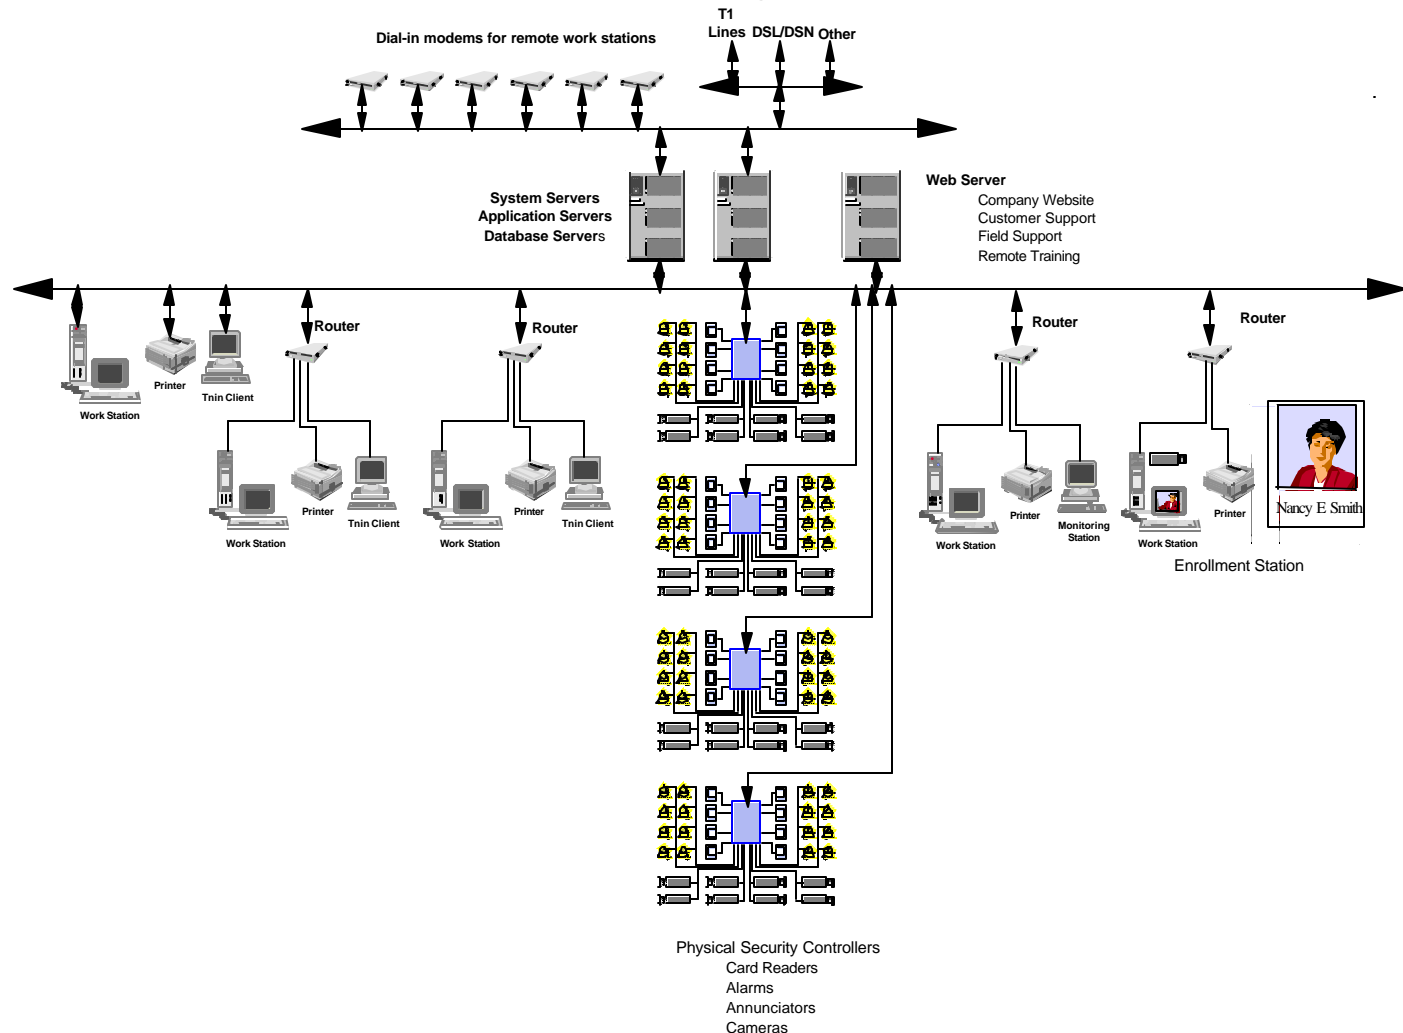 T1
Lines DSL/DSN Other
Dial-in modems for remote work stations
System Servers
Application Servers
Database Servers
Web Server
Company Website
Customer Support
Field Support
Remote Training
Router
Router
Router
Router
Work Station
Printer
Tnin Client
Work Station
Printer
Tnin Client
Work Station
Printer
Tnin Client
Work Station
Printer
Monitoring
Station
Work Station
Printer
Nancy E Smith
Enrollment Station
Physical Security Controllers
Card Readers
Alarms
Annunciators
Cameras